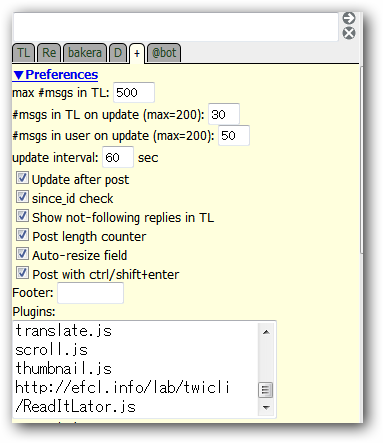 TL Re bakera D + @bot
▼Preferences
max #msgs in TL: 500
#msgs in TL on update (max=200): 30
#msgs in user on update (max=200): 50
update interval: 60 sec
Update after post
since_id check
Show not-following replies in TL
Post length counter
Auto-resize field
Post with ctrl/shift+enter
Footer:
Plugins:
translate.js
scroll.js
thumbnail.js
http://efcl.info/lab/twicli
/ReadItLator.js